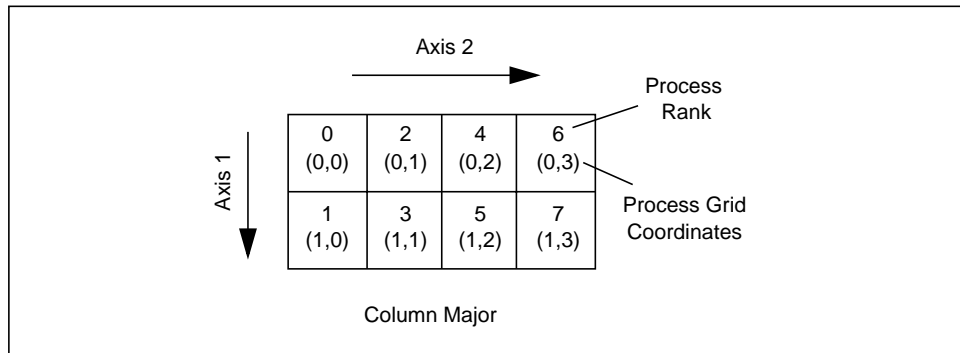 Axis 2
Process
Rank
Axis 1
0 2 4 6
(0,0) (0,1) (0,2) (0,3)
1 3 5 7
(1,0) (1,1) (1,2) (1,3)
Process Grid
Coordinates
Column Major